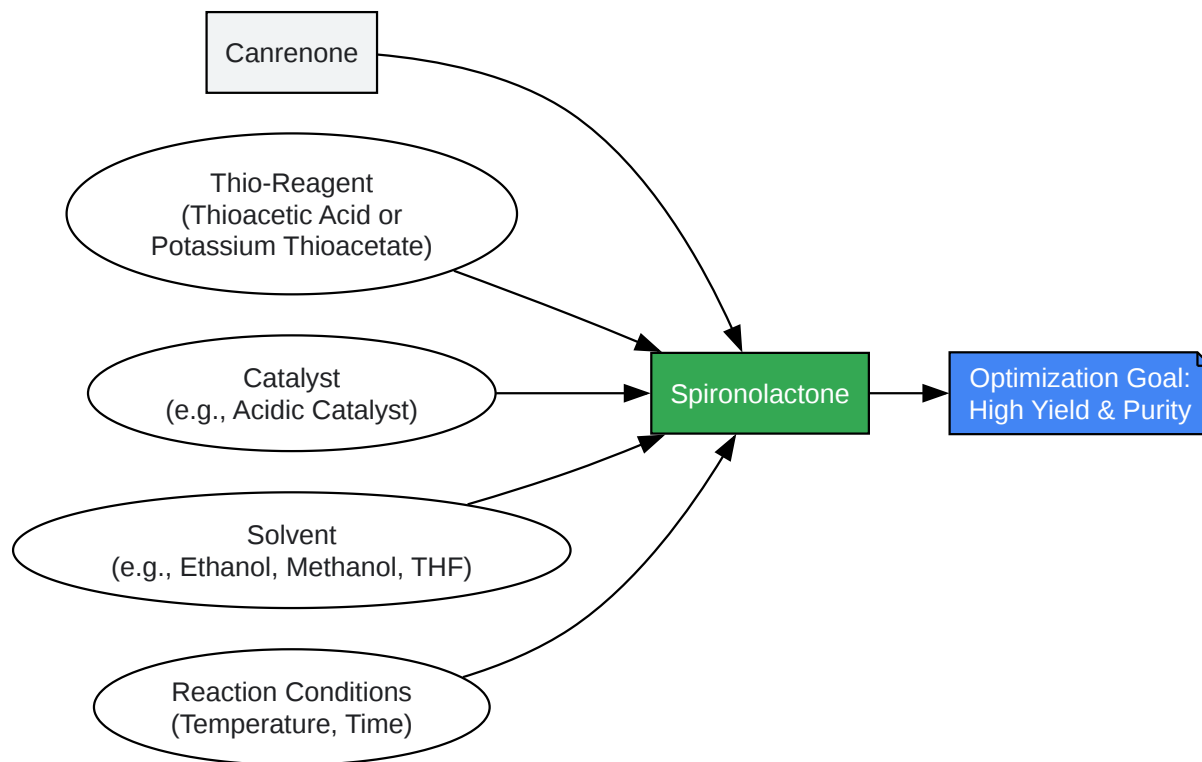 Canrenone
Thio-Reagent
(Thioacetic Acid or
Potassium Thioacetate)
Catalyst
(e.g., Acidic Catalyst)
Solvent
(e.g., Ethanol, Methanol, THF)
Reaction Conditions
(Temperature, Time)
Spironolactone
Optimization Goal:
High Yield & Purity